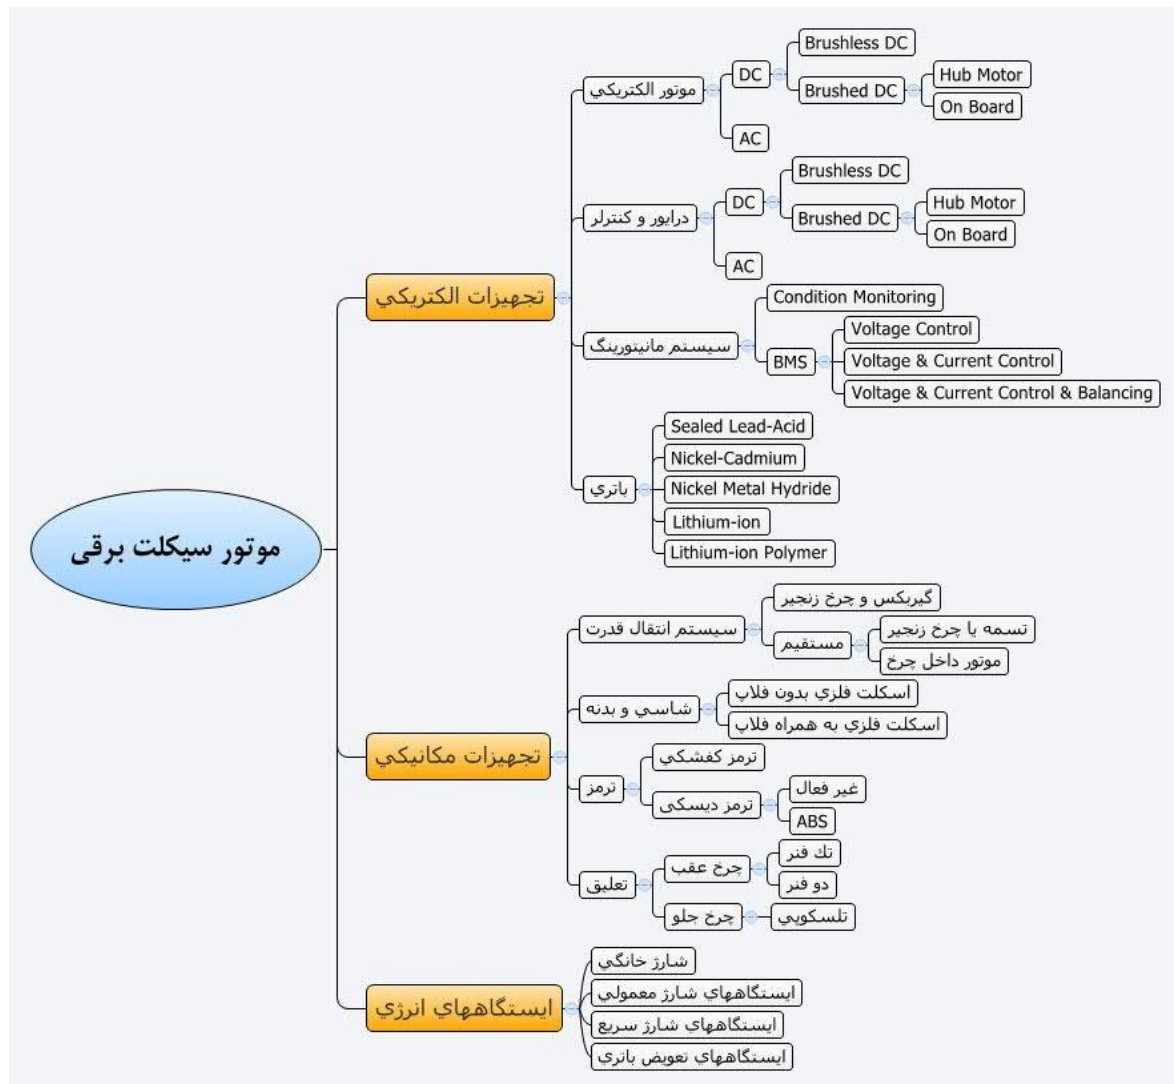 موتور سیکلت برقی
تجهيزات الكتريكي
موتور الكتريكي
DC
Brushless DC
Brushed DC
Hub Motor
On Board
AC
درايور و كنترلر
DC
Brushless DC
Brushed DC
Hub Motor
On Board
AC
سيستم مانيتورينگ
Condition Monitoring
BMS
Voltage Control
Voltage & Current Control
Voltage & Current Control & Balancing
باتري
Sealed Lead-Acid
Nickel-Cadmium
Nickel Metal Hydride
Lithium-ion
Lithium-ion Polymer
تجهيزات مكانيكي
سيستم انتقال قدرت
گيربكس و چرخ زنجير
مستقيم
تسمه يا چرخ زنجير
موتور داخل چرخ
شاسي و بدنه
اسكلت فلزي بدون فلاپ
اسكلت فلزي به همراه فلاپ
ترمز
ترمز كفشكي
ترمز ديسکی
غير فعال
ABS
تعليق
چرخ عقب
تك فنر
دو فنر
چرخ جلو
تلسكوپي
ايستگاههاي انرژي
شارژ خانگي
ايستگاههاي شارژ معمولي
ايستگاههاي شارژ سريع
ايستگاههاي تعويض باتري